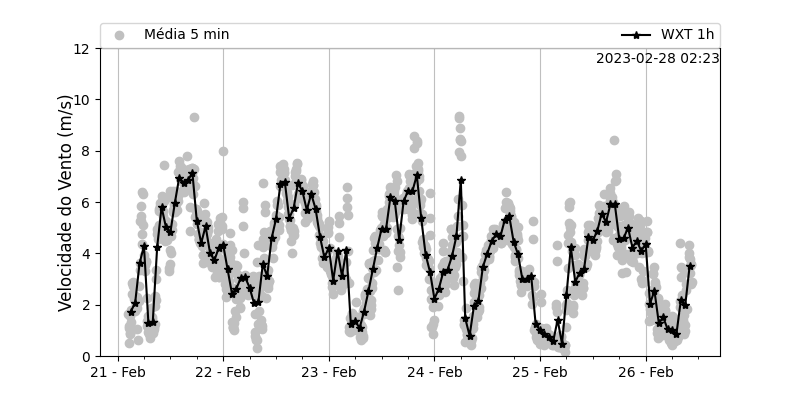 Média 5 min
WXT 1h
2023-02-28 02:23
Velocidade do Vento (m/s)
12
10
8
6
4
2
0
21 - Feb
22 - Feb
23 - Feb
24 - Feb
25 - Feb
26 - Feb